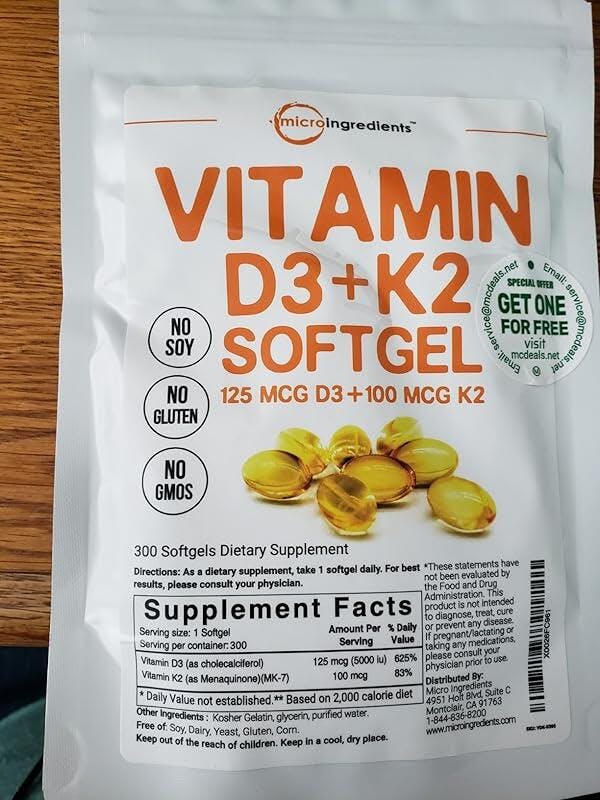 microingredients™
VITAMIN
D3+K2
SOFTGEL
125 MCG D3+100 MCG K2
NO
SOY
NO
GLUTEN
NO
GMOS
Email: service@mcdeals.net
Email: service@mcdeals.net
SPECIAL OFFER
GET ONE
FOR FREE
visit
mcdeals.net
300 Softgels Dietary Supplement
Directions: As a dietary supplement, take 1 softgel daily. For best
results, please consult your physician.
Supplement Facts
Serving size: 1 Softgel
Serving per container: 300
Amount Per
Serving
% Daily
Value
Vitamin D3 (as cholecalciferol) 125 mcg (5000 iu) 625%
Vitamin K2 (as Menaquinone)(MK-7) 100 mcg 83%
* Daily Value not established.** Based on 2,000 calorie diet
Other Ingredients : Kosher Gelatin, glycerin, purified water.
Free of: Soy, Dairy, Yeast, Gluten, Corn.
Keep out of the reach of children. Keep in a cool, dry place.
*These statements have
not been evaluated by
the Food and Drug
Administration. This
product is not intended
to diagnose, treat, cure
or prevent any disease.
If pregnant/lactating or
taking any medications,
please consult your
physician prior to use.
Distributed By:
Micro Ingredients
4951 Holt Blvd, Suite C
Montclair, CA 91763
1-844-836-8200
www.microingredients.com